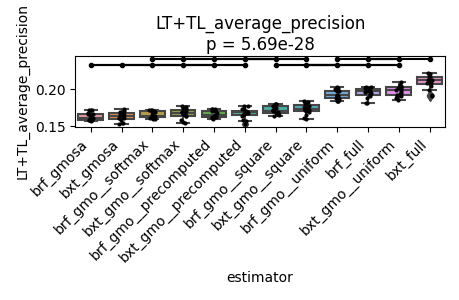 LT+TL_average_precision
p = 5.69e-28
LT+TL_average_precision
0.20
0.15
brf_gmosa
bxt_gmosa
brf_gmo__softmax
bxt_gmo__softmax
brf_gmo__precomputed
bxt_gmo__precomputed
brf_gmo__square
bxt_gmo__square
brf_gmo__uniform
brf_full
bxt_gmo__uniform
bxt_full
estimator